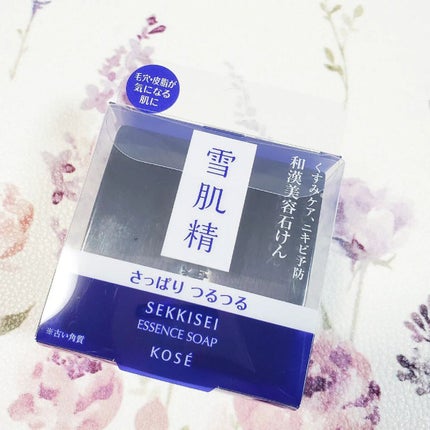 毛穴・皮脂が
気になる
肌に
くすみケア、ニキビ予防
和漢美容石けん
雪肌精
さっぱり つるつる
SEKKISEI
ESSENCE SOAP
KOSÉ
※古い角質